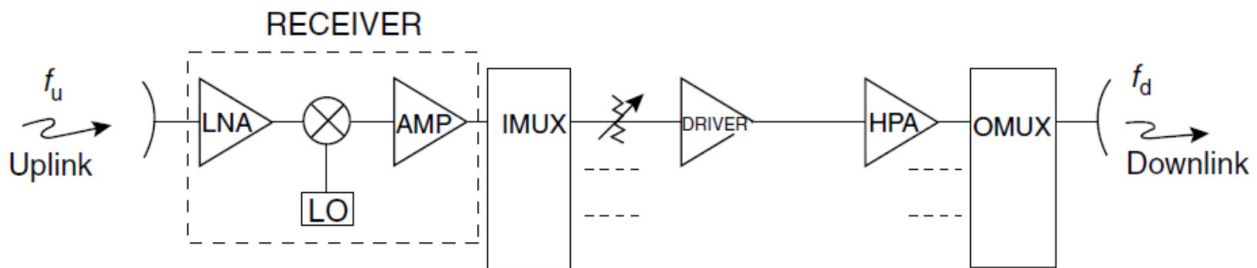 RECEIVER
fu
Uplink
LNA
LO
AMP
IMUX
DRIVER
HPA
OMUX
fd
Downlink